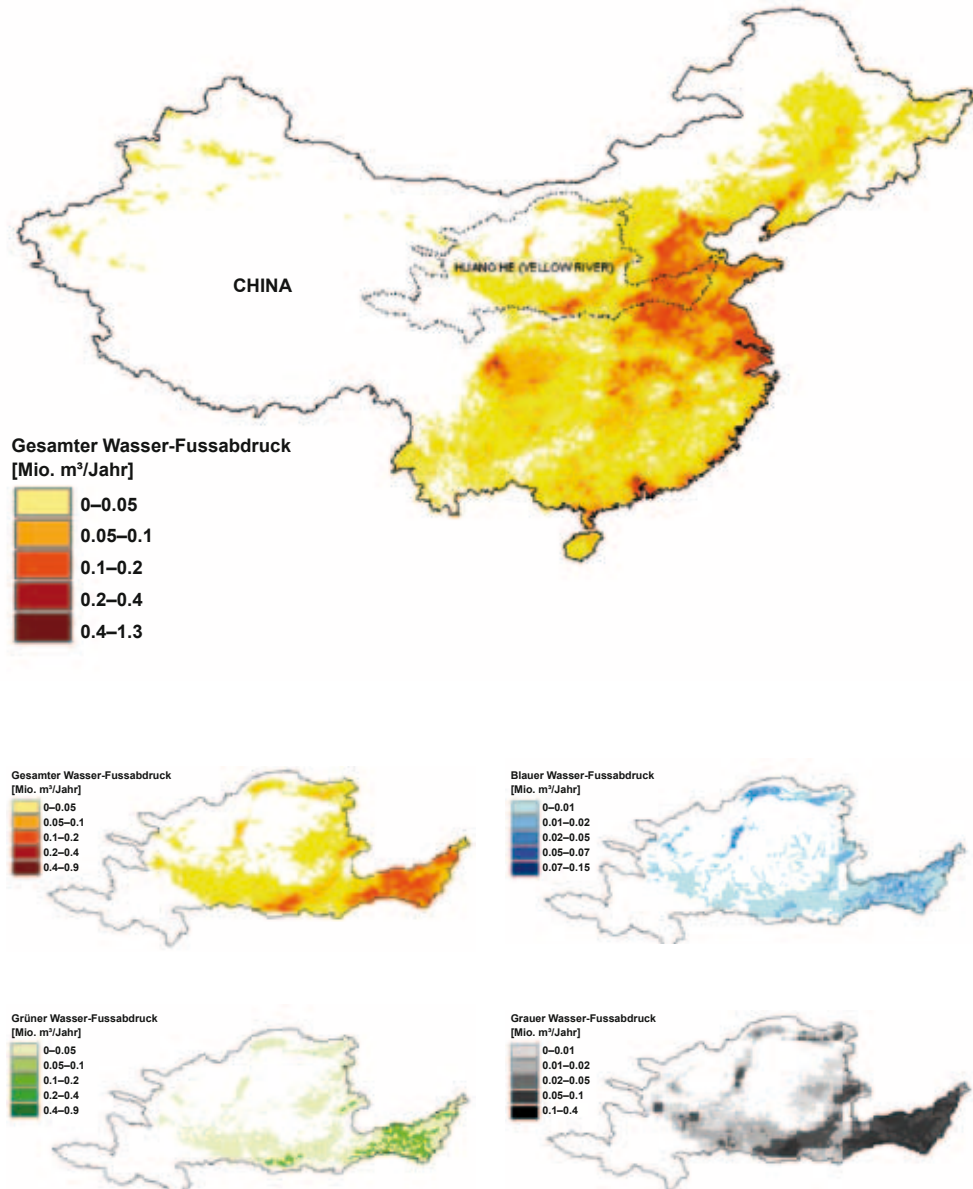 HUANG HE (YELLOW RIVER)
CHINA
Gesamter Wasser-Fussabdruck
[Mio. m³/Jahr]
0–0.05
0.05–0.1
0.1–0.2
0.2–0.4
0.4–1.3
Gesamter Wasser-Fussabdruck
[Mio. m³/Jahr]
0–0.05
0.05–0.1
0.1–0.2
0.2–0.4
0.4–0.9
Blauer Wasser-Fussabdruck
[Mio. m³/Jahr]
0–0.01
0.01–0.02
0.02–0.05
0.05–0.07
0.07–0.15
Grüner Wasser-Fussabdruck
[Mio. m³/Jahr]
0–0.05
0.05–0.1
0.1–0.2
0.2–0.4
0.4–0.9
Grauer Wasser-Fussabdruck
[Mio. m³/Jahr]
0–0.01
0.01–0.02
0.02–0.05
0.05–0.1
0.1–0.4